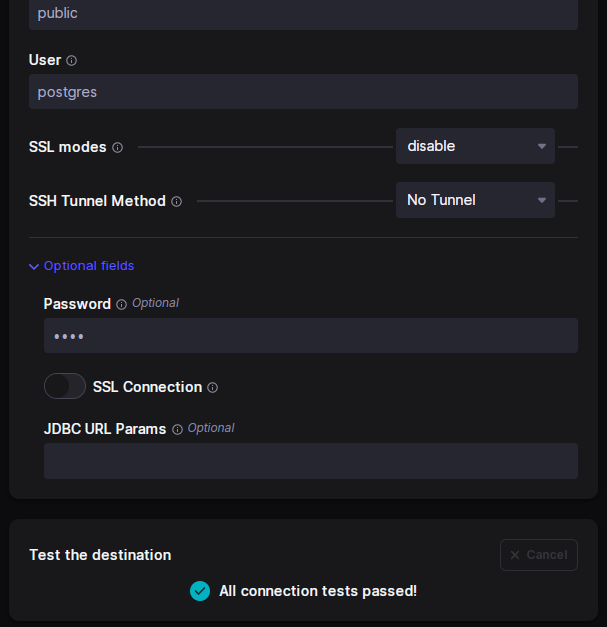 public
User
postgres
SSL modes
disable
SSH Tunnel Method
No Tunnel
Optional fields
Password Optional
••••
SSL Connection
JDBC URL Params Optional
Test the destination
Cancel
All connection tests passed!